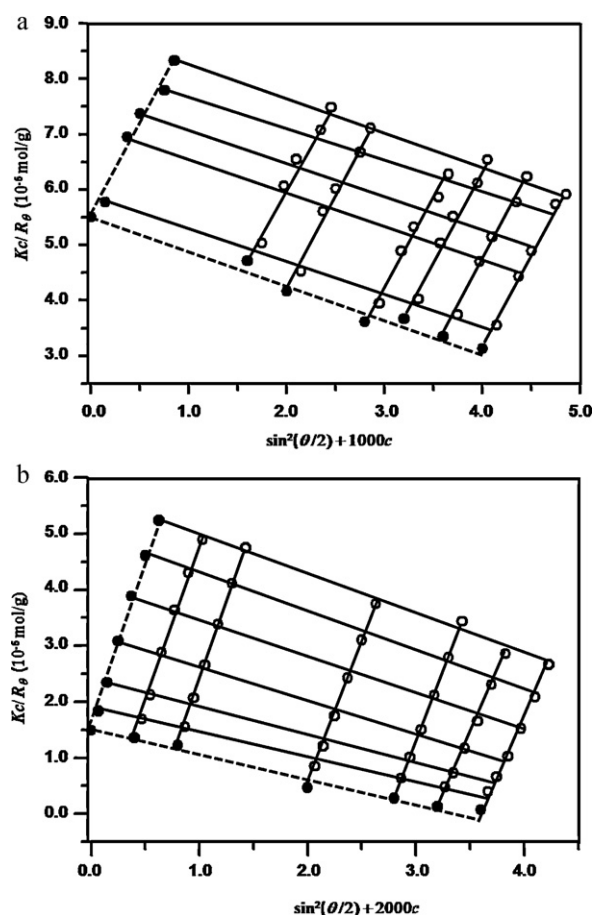 a
9.0
8.0
7.0
6.0
5.0
4.0
3.0
Kc/R_θ (10⁻⁶ mol/g)
0.0 1.0 2.0 3.0 4.0 5.0
sin²(θ/2)+1000c
b
6.0
5.0
4.0
3.0
2.0
1.0
0.0
Kc/R_θ (10⁻⁶ mol/g)
0.0 1.0 2.0 3.0 4.0
sin²(θ/2)+2000c